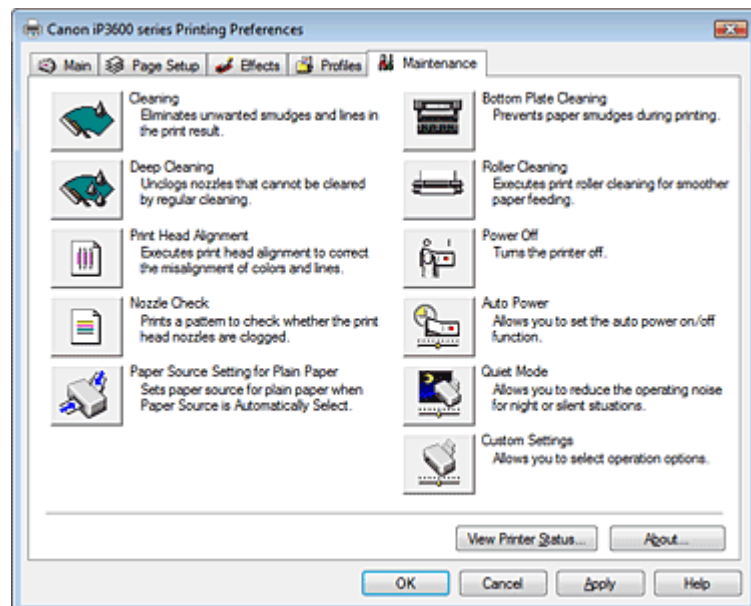 Canon iP3600 series Printing Preferences
Main
Page Setup
Effects
Profiles
Maintenance
Cleaning
Eliminates unwanted smudges and lines in
the print result.
Deep Cleaning
Unclogs nozzles that cannot be cleared
by regular cleaning.
Print Head Alignment
Executes print head alignment to correct
the misalignment of colors and lines.
Nozzle Check
Prints a pattern to check whether the print
head nozzles are clogged.
Paper Source Setting for Plain Paper
Sets paper source for plain paper when
Paper Source is Automatically Select.
Bottom Plate Cleaning
Prevents paper smudges during printing.
Roller Cleaning
Executes print roller cleaning for smoother
paper feeding.
Power Off
Turns the printer off.
Auto Power
Allows you to set the auto power on/off
function.
Quiet Mode
Allows you to reduce the operating noise
for night or silent situations.
Custom Settings
Allows you to select operation options.
View Printer Status...
About...
OK
Cancel
Apply
Help